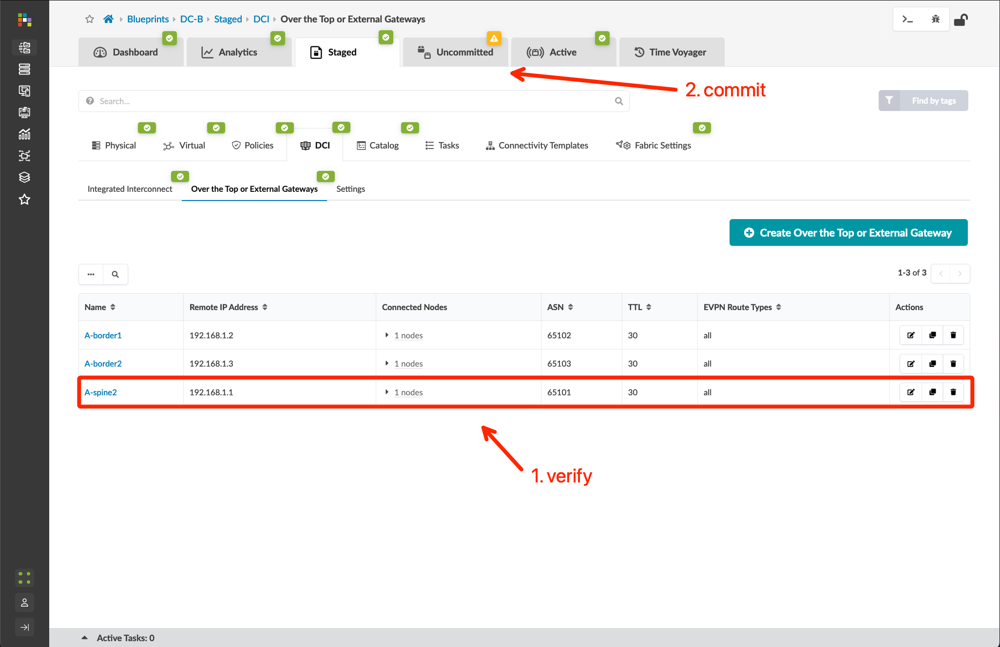 Blueprints DC-B Staged DCI Over the Top or External Gateways
Dashboard Analytics Staged Uncommitted Active Time Voyager
2. commit
Search...
Find by tags
Physical Virtual Policies DCI Catalog Tasks Connectivity Templates Fabric Settings
Integrated Interconnect Over the Top or External Gateways Settings
Create Over the Top or External Gateway
1-3 of 3
Name Remote IP Address Connected Nodes ASN TTL EVPN Route Types Actions
A-border1 192.168.1.2 1 nodes 65102 30 all
A-border2 192.168.1.3 1 nodes 65103 30 all
A-spine2 192.168.1.1 1 nodes 65101 30 all
1. verify
Active Tasks: 0